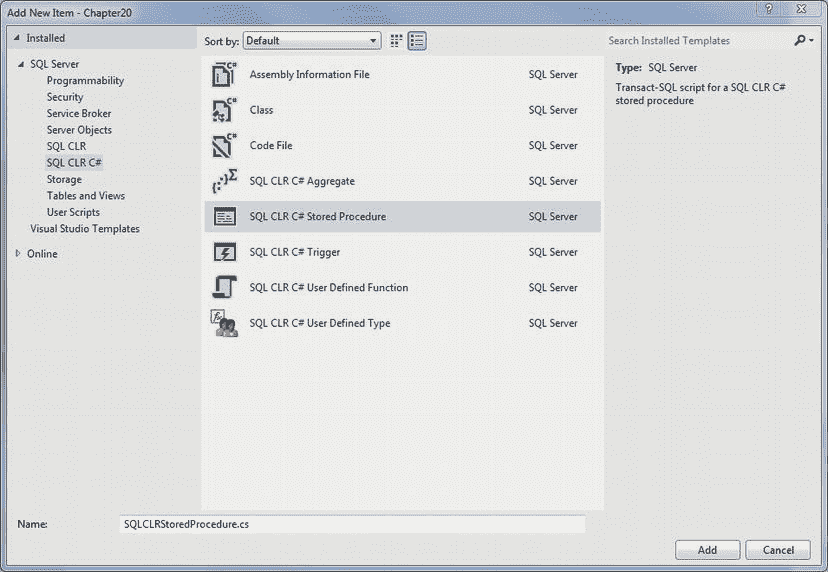 Add New Item - Chapter20
?
X
Installed
Sort by: Default
Search Installed Templates
SQL Server
Programmability
Security
Service Broker
Server Objects
SQL CLR
SQL CLR C#
Storage
Tables and Views
User Scripts
Visual Studio Templates
Online
C# Assembly Information File SQL Server
C# Class SQL Server
C# Code File SQL Server
SQL CLR C# Aggregate SQL Server
SQL CLR C# Stored Procedure SQL Server
SQL CLR C# Trigger SQL Server
SQL CLR C# User Defined Function SQL Server
SQL CLR C# User Defined Type SQL Server
Type: SQL Server
Transact-SQL script for a SQL CLR C#
stored procedure
Name: SQLCLRStoredProcedure.cs
Add Cancel